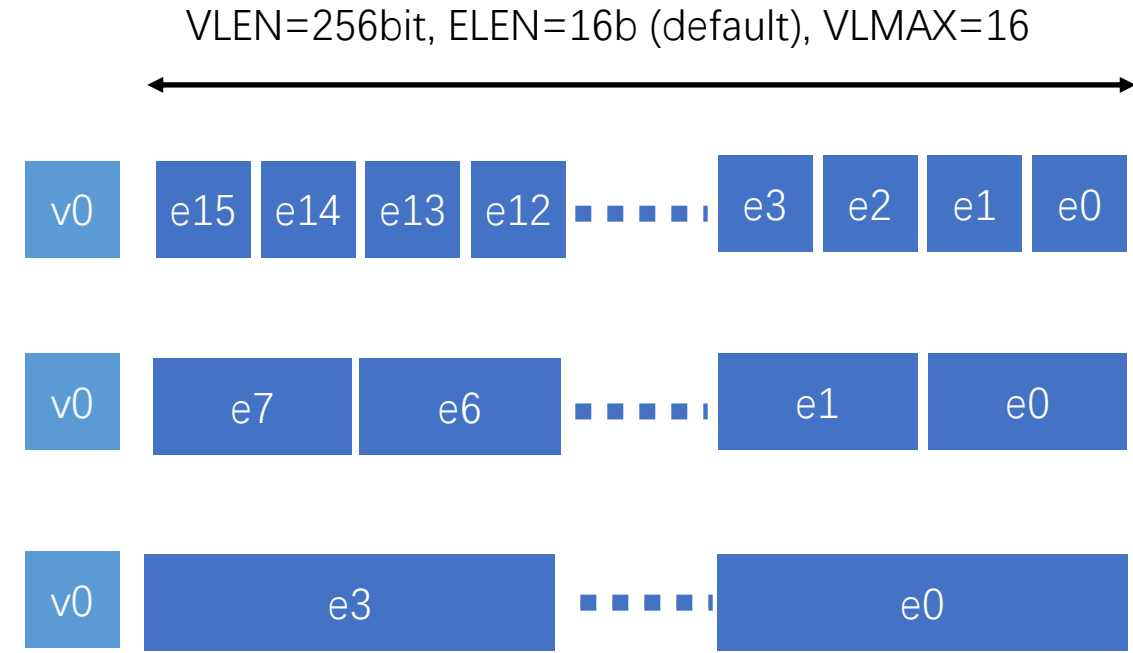 VLEN=256bit, ELEN=16b (default), VLMAX=16
v0 e15 e14 e13 e12 e3 e2 e1 e0
v0 e7 e6 e1 e0
v0 e3 e0